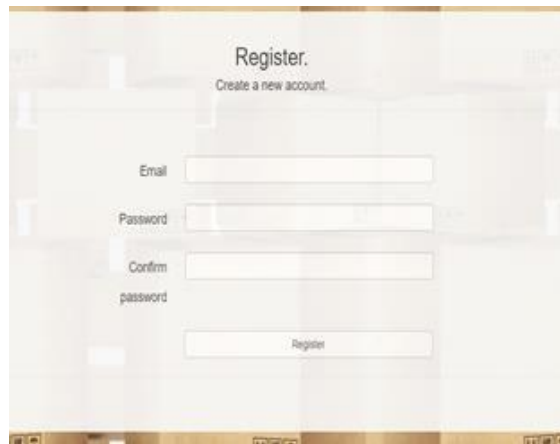 Register.
Create a new account.
Email
Password
Confirm
password
Register